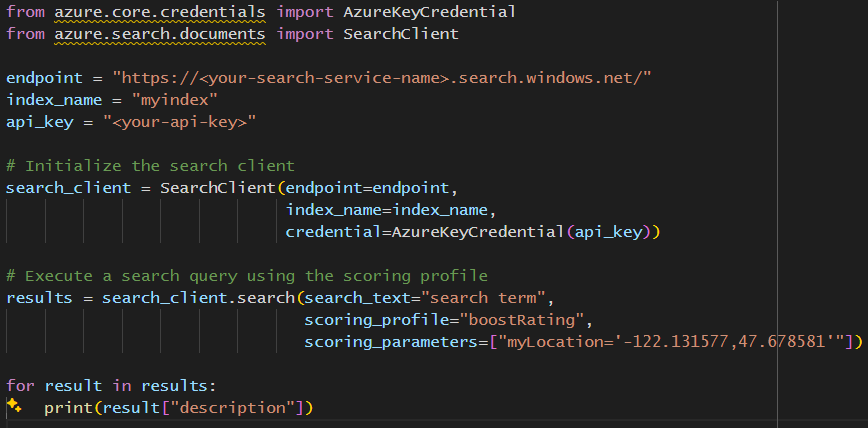 from azure.core.credentials import AzureKeyCredential
from azure.search.documents import SearchClient

endpoint = "https://<your-search-service-name>.search.windows.net/"
index_name = "myindex"
api_key = "<your-api-key>"

# Initialize the search client
search_client = SearchClient(endpoint=endpoint,
                             index_name=index_name,
                             credential=AzureKeyCredential(api_key))

# Execute a search query using the scoring profile
results = search_client.search(search_text="search term",
                               scoring_profile="boostRating",
                               scoring_parameters=["myLocation='-122.131577,47.678581'"])

for result in results:
    print(result["description"])